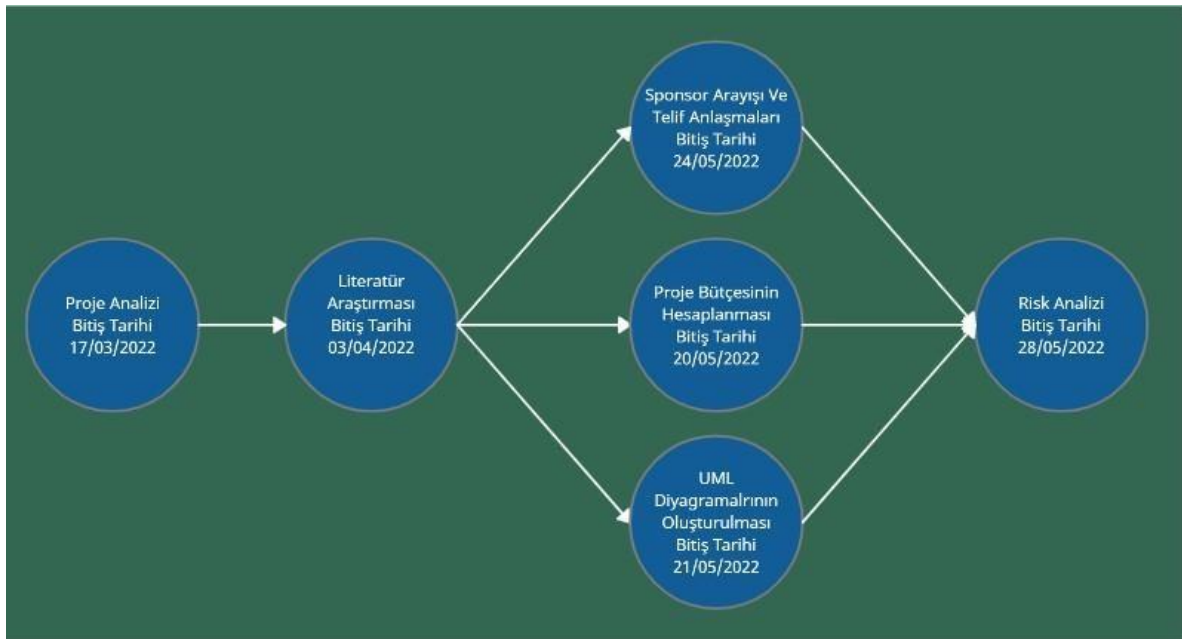 Proje Analizi
Bitiş Tarihi
17/03/2022
Literatür
Araştırması
Bitiş Tarihi
03/04/2022
Sponsor Arayışı Ve
Telif Anlaşmaları
Bitiş Tarihi
24/05/2022
Proje Bütçesinin
Hesaplanması
Bitiş Tarihi
20/05/2022
UML
Diyagramalrının
Oluşturulması
Bitiş Tarihi
21/05/2022
Risk Analizi
Bitiş Tarihi
28/05/2022